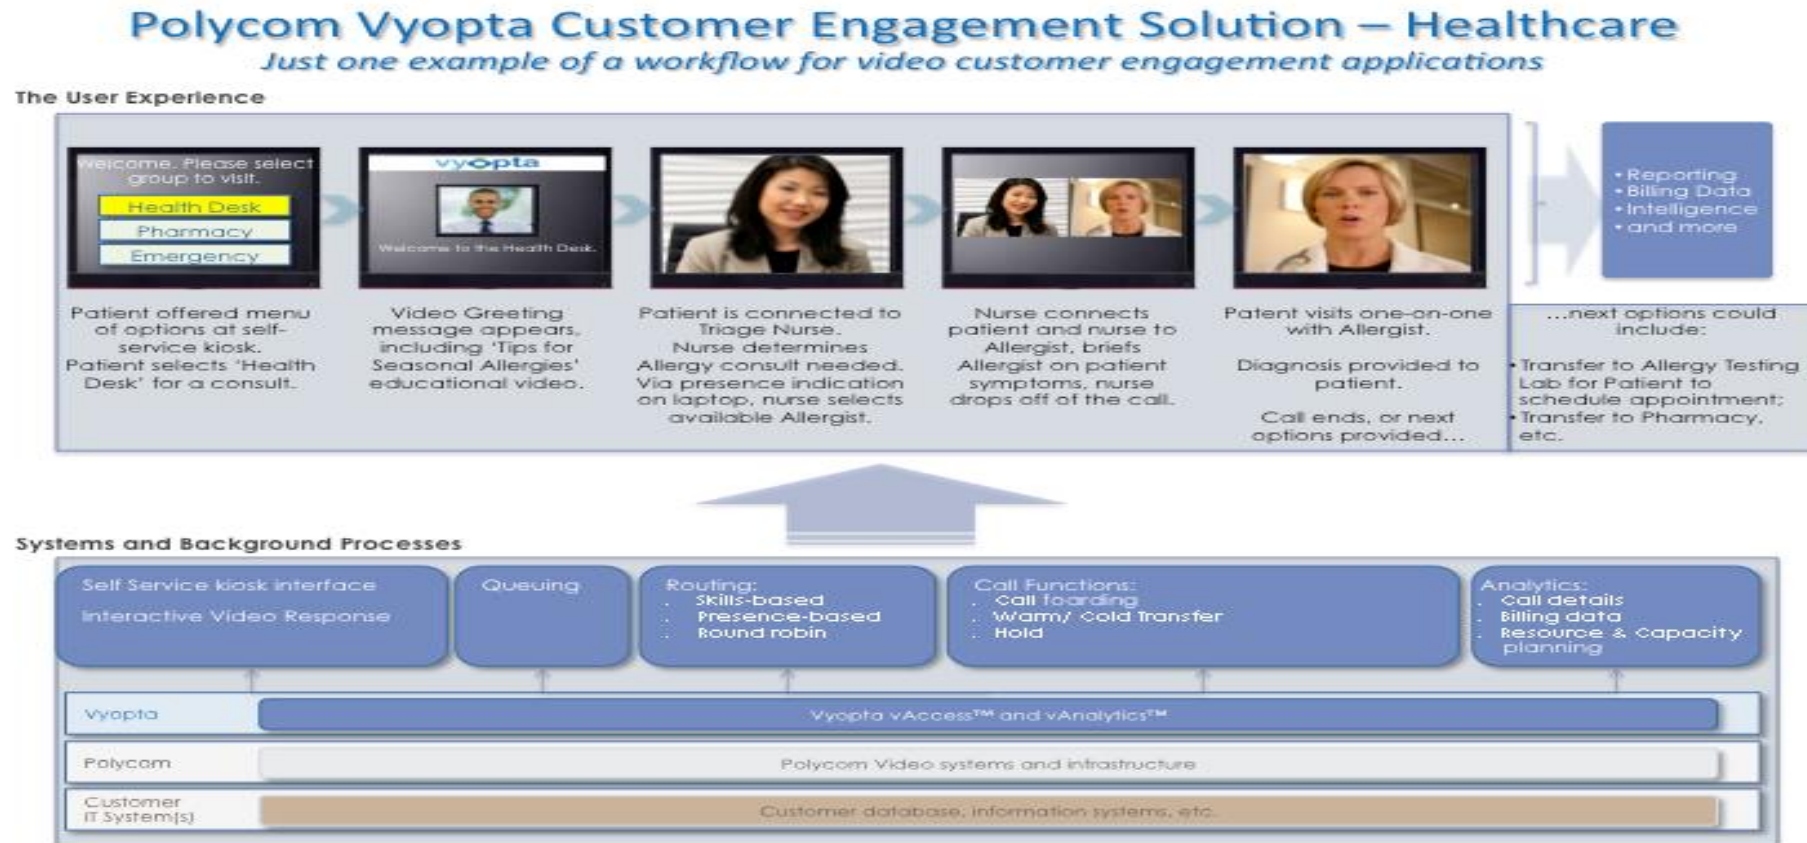 Polycom Vyopta Customer Engagement Solution – Healthcare
Just one example of a workflow for video customer engagement applications
The User Experience
Welcome. Please select
group to visit.
Health Desk
Pharmacy
Emergency
vyopta
Welcome to the Health Desk.
• Reporting
• Billing Data
• Intelligence
• and more
Patient offered menu
of options at self-
service kiosk.
Patient selects 'Health
Desk' for a consult.
Video Greeting
message appears,
including 'Tips for
Seasonal Allergies'
educational video.
Patient is connected to
Triage Nurse.
Nurse determines
Allergy consult needed.
Via presence indication
on laptop, nurse selects
available Allergist.
Nurse connects
patient and nurse to
Allergist, briefs
Allergist on patient
symptoms, nurse
drops off of the call.
Patent visits one-on-one
with Allergist.
Diagnosis provided to
patient.
Call ends, or next
options provided...
...next options could
include:
• Transfer to Allergy Testing
Lab for Patient to
schedule appointment;
• Transfer to Pharmacy,
etc.
Systems and Background Processes
Self Service kiosk interface
Interactive Video Response
Queuing
Routing:
. Skills-based
. Presence-based
. Round robin
Call Functions:
. Call foarding
. Warm/ Cold Transfer
. Hold
Analytics:
. Call details
. Billing data
. Resource & Capacity
planning
Vyopta
Vyopta vAccess™ and vAnalytics™
Polycom
Polycom Video systems and infrastructure
Customer
IT System(s)
Customer database, information systems, etc.